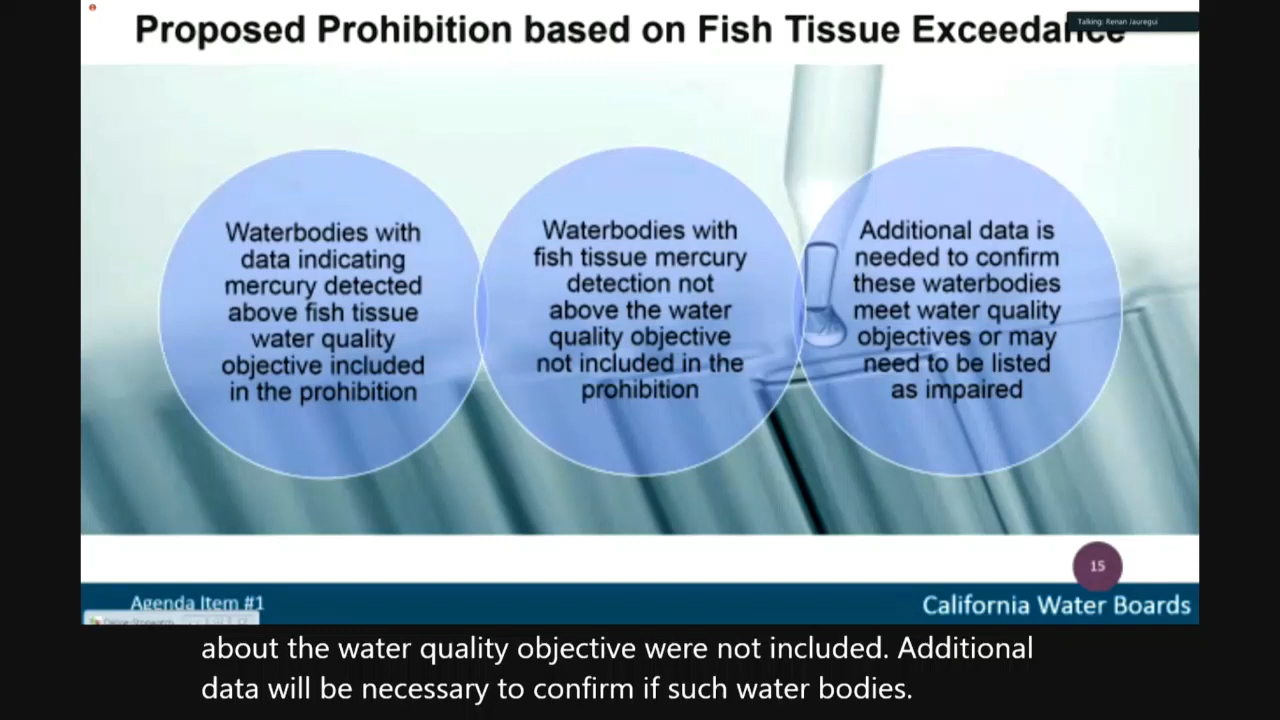 Proposed Prohibition based on Fish Tissue Exceedance
Talking: Renan Jauregui
Waterbodies with
data indicating
mercury detected
above fish tissue
water quality
objective included
in the prohibition
Waterbodies with
fish tissue mercury
detection not
above the water
quality objective
not included in the
prohibition
Additional data is
needed to confirm
these waterbodies
meet water quality
objectives or may
need to be listed
as impaired
15
Agenda Item #1
California Water Boards
about the water quality objective were not included. Additional
data will be necessary to confirm if such water bodies.